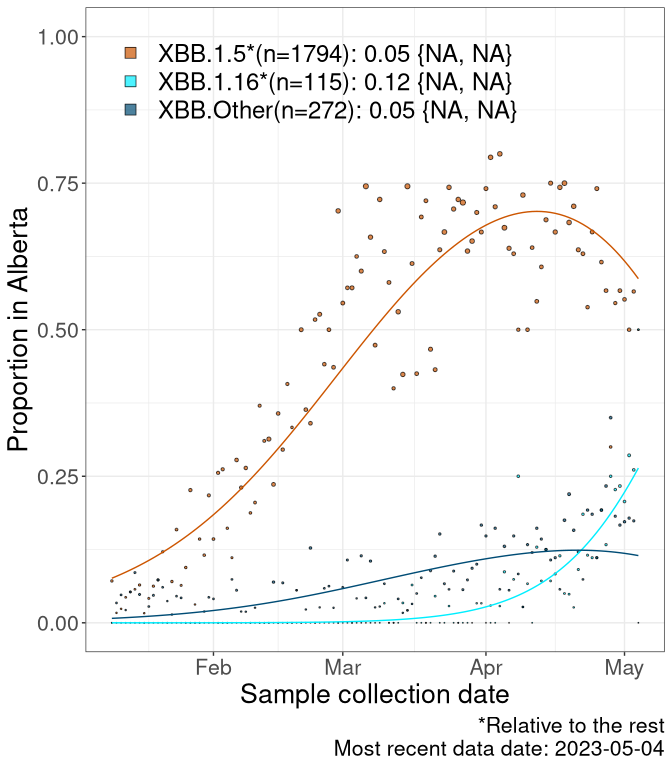 1.00
0.75
0.50
0.25
0.00
Proportion in Alberta
XBB.1.5*(n=1794): 0.05 {NA, NA}
XBB.1.16*(n=115): 0.12 {NA, NA}
XBB.Other(n=272): 0.05 {NA, NA}
Feb Mar Apr May
Sample collection date
*Relative to the rest
Most recent data date: 2023-05-04